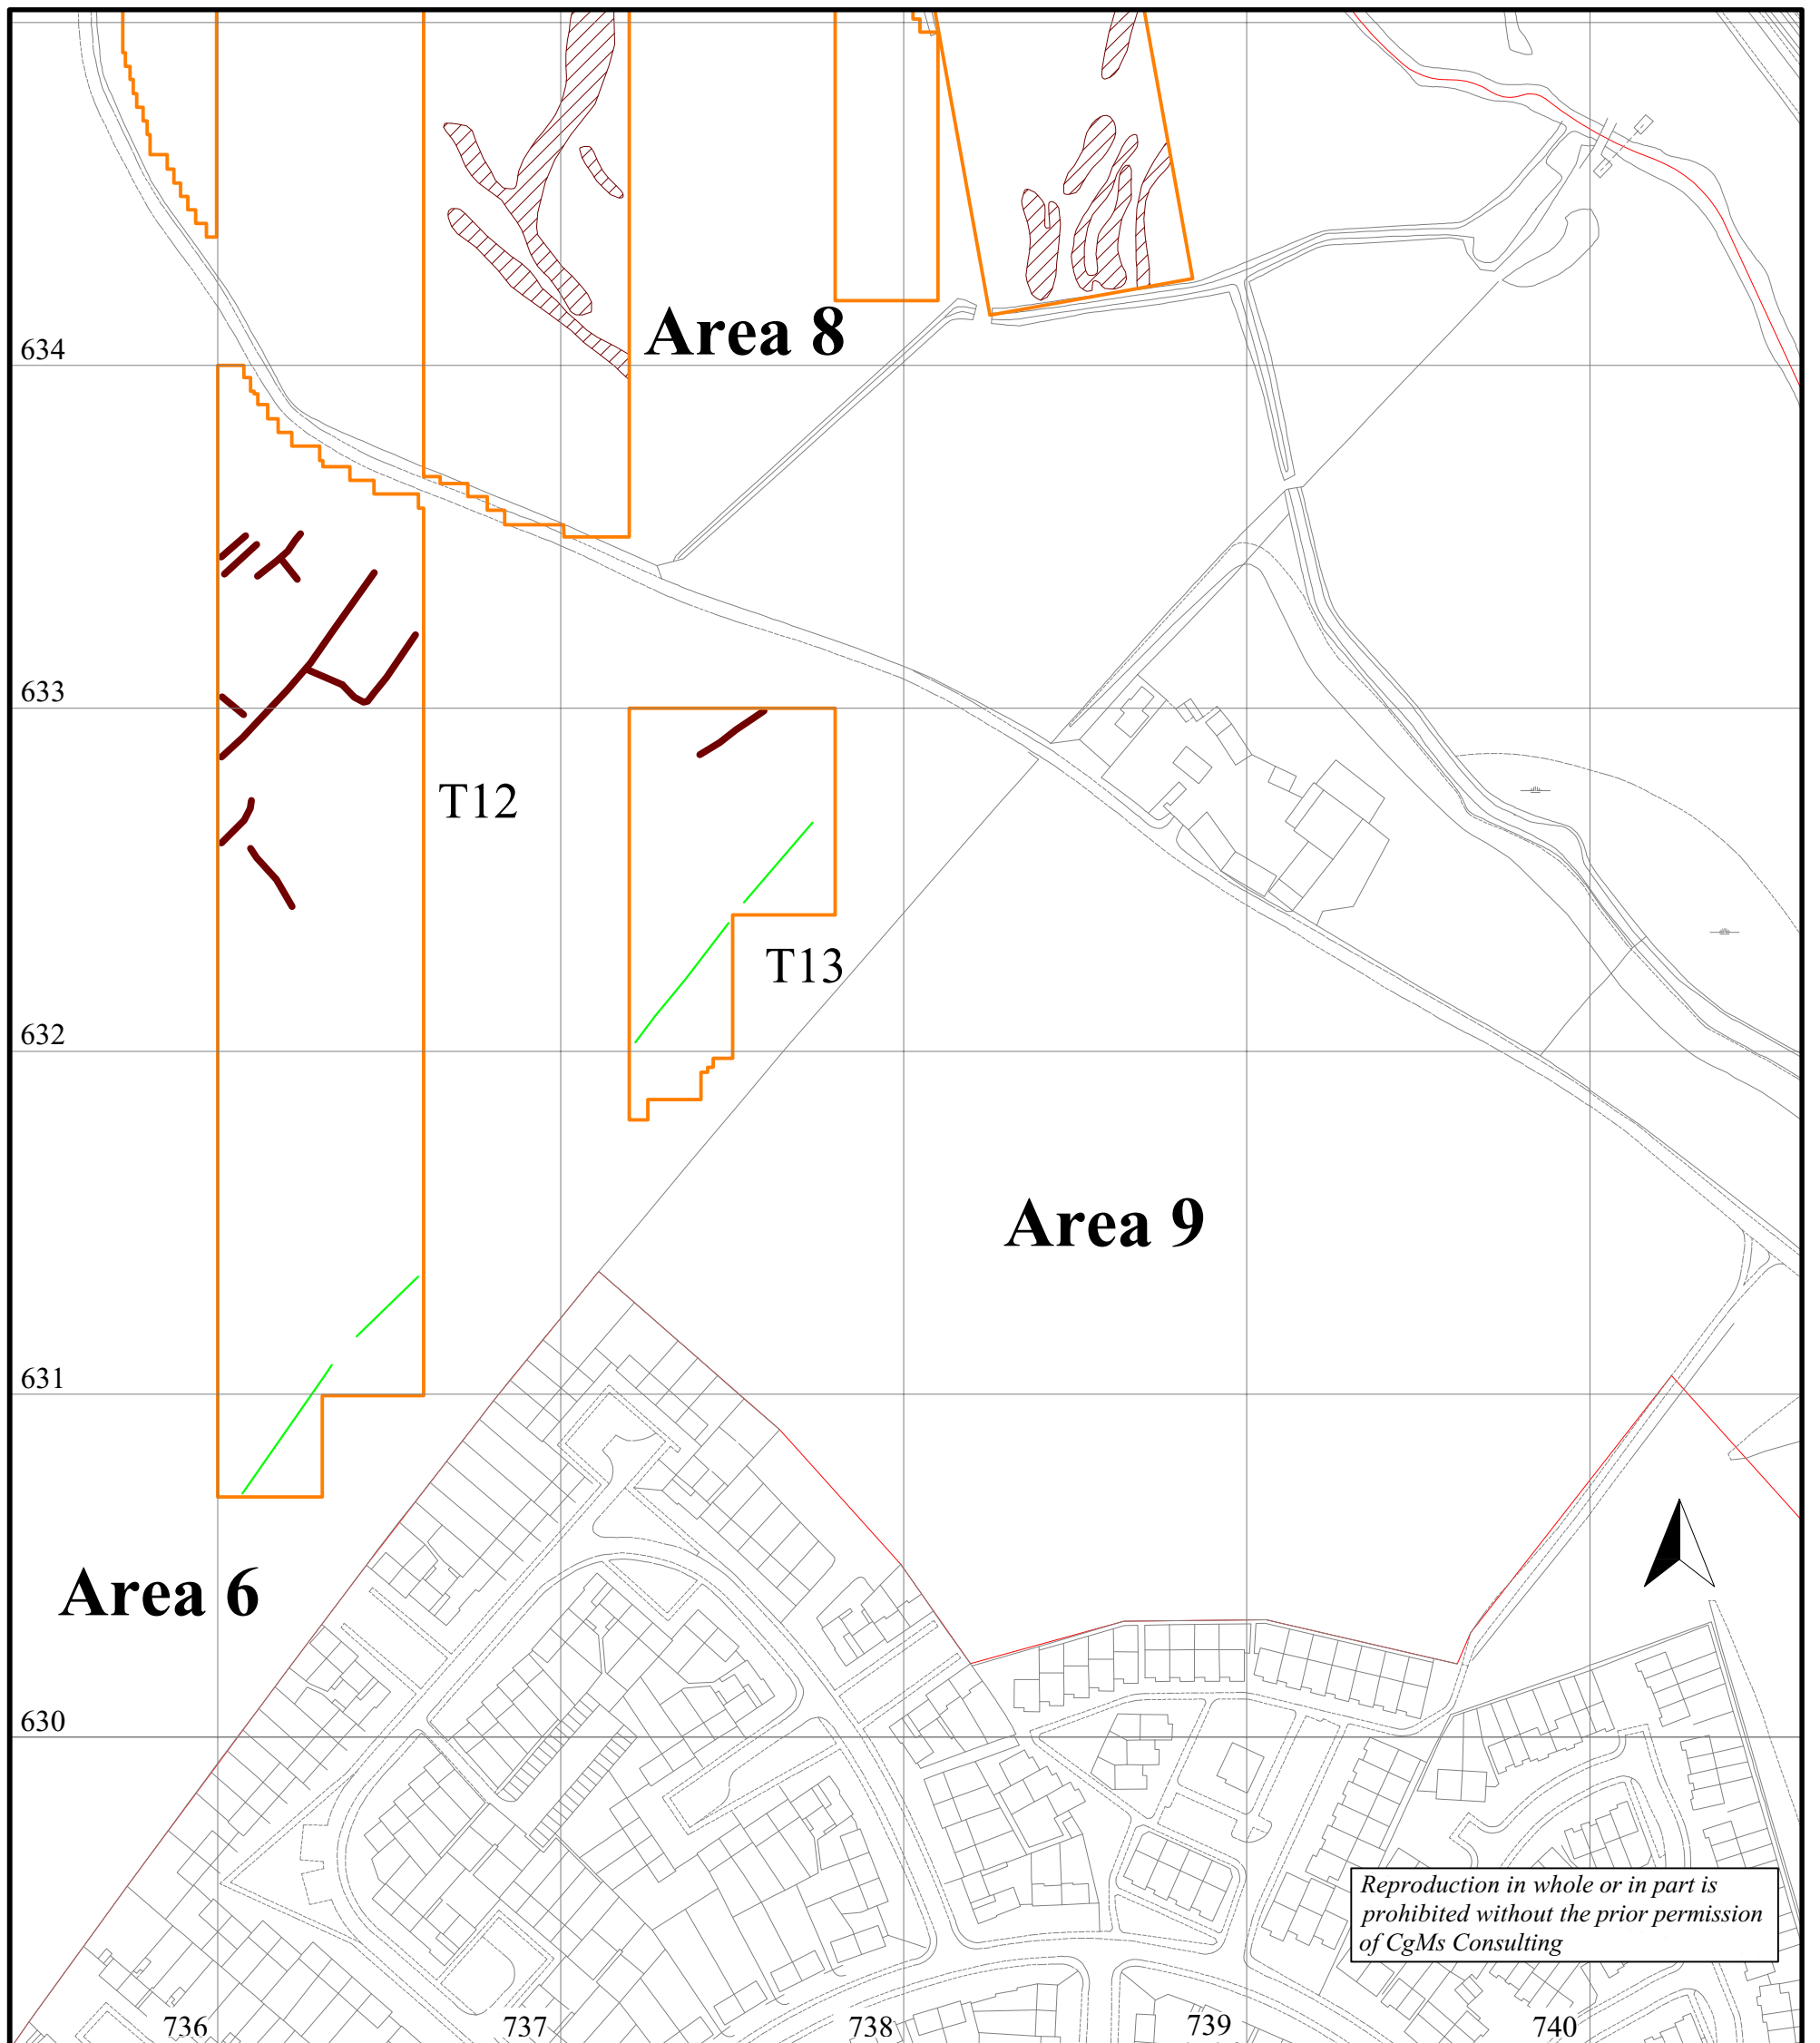 Area 8
634
633
T12
T13
632
Area 9
631
Area 6
630
Reproduction in whole or in part is
prohibited without the prior permission
of CgMs Consulting
736
737
738
739
740